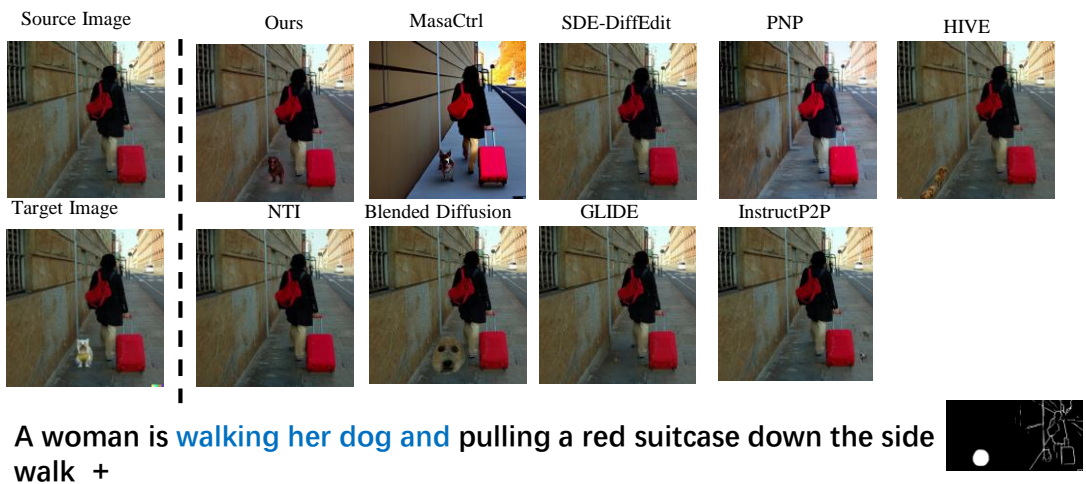 Source Image
Ours
MasaCtrl
SDE-DiffEdit
PNP
HIVE
Target Image
NTI
Blended Diffusion
GLIDE
InstructP2P
A woman is walking her dog and pulling a red suitcase down the side
walk +